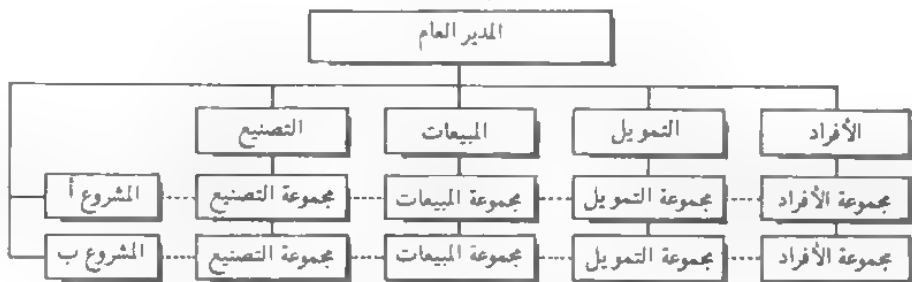 المدير العام
الأفراد التمويل المبيعات التصنيع
مجموعة الأفراد مجموعة التمويل مجموعة المبيعات مجموعة التصنيع المشروع أ
مجموعة الأفراد مجموعة التمويل مجموعة المبيعات مجموعة التصنيع المشروع ب